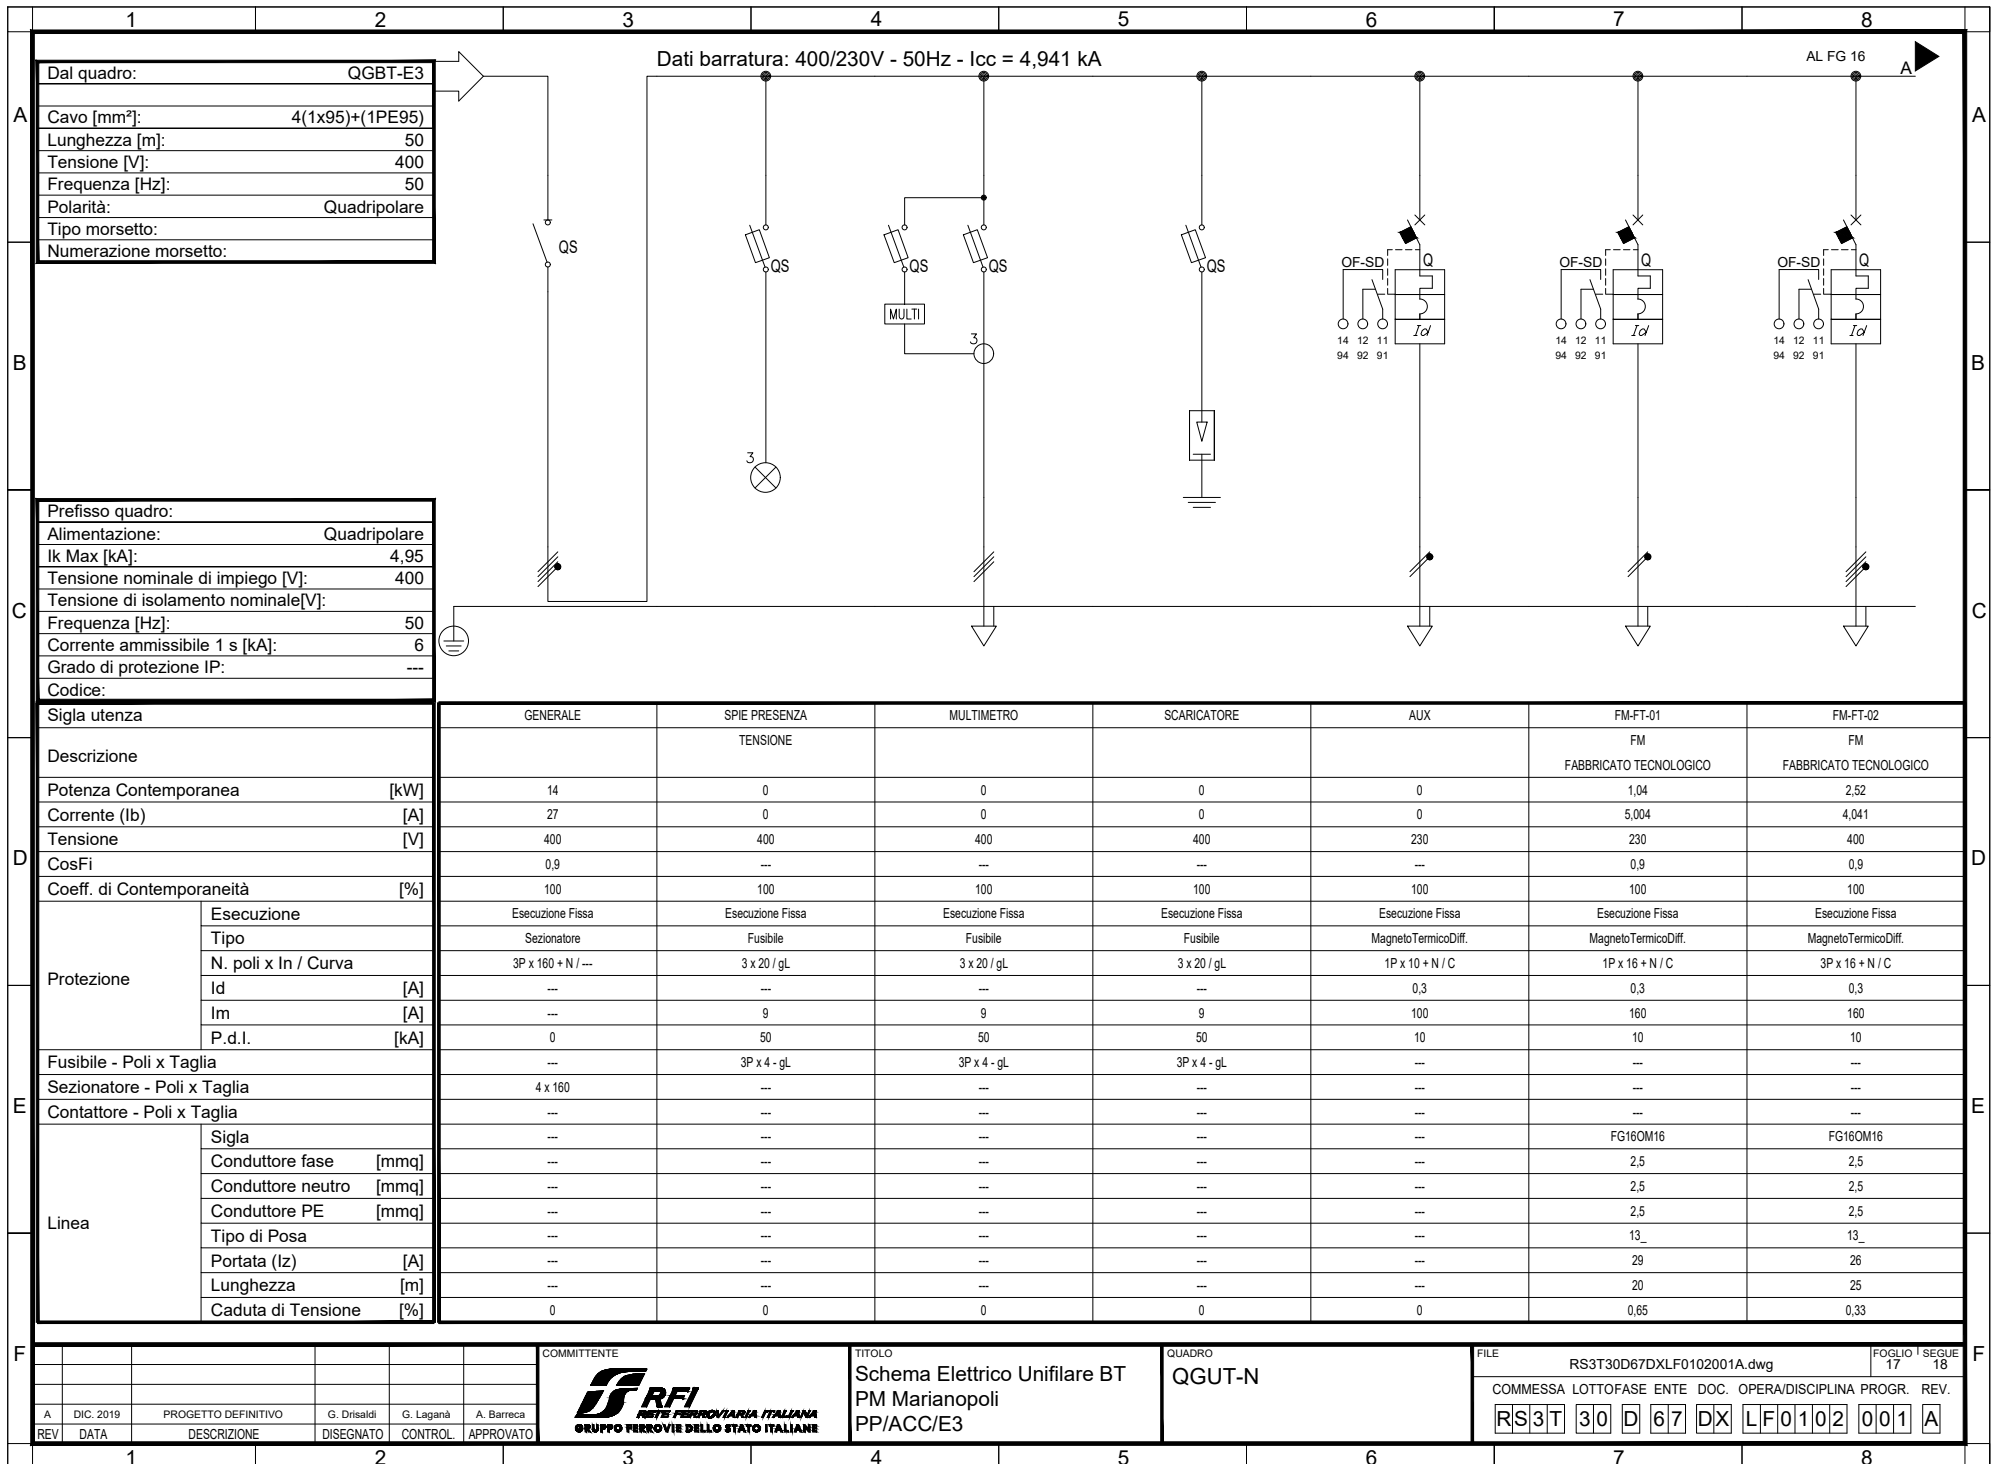 1 2 3 4 5 6 7 8
Dati barratura: 400/230V - 50Hz - Icc = 4,941 kA
AL FG 16
A
Dal quadro: QGBT-E3
Cavo [mm²]: 4(1x95)+(1PE95)
Lunghezza [m]: 50
Tensione [V]: 400
Frequenza [Hz]: 50
Polarità: Quadripolare
Tipo morsetto:
Numerazione morsetto:
A A
QS
QS QS QS QS
OF-SD Q OF-SD Q OF-SD Q
MULTI
Id Id Id
3
14 12 11 14 12 11 14 12 11
94 92 91 94 92 91 94 92 91
B B
3
Prefisso quadro:
Alimentazione: Quadripolare
Ik Max [kA]: 4,95
Tensione nominale di impiego [V]: 400
Tensione di isolamento nominale[V]:
Frequenza [Hz]: 50
Corrente ammissibile 1 s [kA]: 6
Grado di protezione IP: ---
Codice:
C C
Sigla utenza GENERALE SPIE PRESENZA MULTIMETRO SCARICATORE AUX FM-FT-01 FM-FT-02
Descrizione TENSIONE FM FM
FABBRICATO TECNOLOGICO FABBRICATO TECNOLOGICO
Potenza Contemporanea [kW] 14 0 0 0 0 1,04 2,52
Corrente (Ib) [A] 27 0 0 0 0 5,004 4,041
Tensione [V] 400 400 400 400 230 230 400
CosFi 0,9 --- --- --- --- 0,9 0,9
D D
Coeff. di Contemporaneità [%] 100 100 100 100 100 100 100
Protezione
Esecuzione Esecuzione Fissa Esecuzione Fissa Esecuzione Fissa Esecuzione Fissa Esecuzione Fissa Esecuzione Fissa Esecuzione Fissa
Tipo Sezionatore Fusibile Fusibile Fusibile MagnetoTermicoDiff. MagnetoTermicoDiff. MagnetoTermicoDiff.
N. poli x In / Curva 3P x 160 + N / --- 3 x 20 / gL 3 x 20 / gL 3 x 20 / gL 1P x 10 + N / C 1P x 16 + N / C 3P x 16 + N / C
Id [A] --- --- --- --- 0,3 0,3 0,3
Im [A] --- 9 9 9 100 160 160
P.d.I. [kA] 0 50 50 50 10 10 10
Fusibile - Poli x Taglia --- 3P x 4 - gL 3P x 4 - gL 3P x 4 - gL --- --- ---
Sezionatore - Poli x Taglia 4 x 160 --- --- --- --- --- ---
Contattore - Poli x Taglia --- --- --- --- --- --- ---
E E
Linea
Sigla --- --- --- --- --- FG16OM16 FG16OM16
Conduttore fase [mmq] --- --- --- --- --- 2,5 2,5
Conduttore neutro [mmq] --- --- --- --- --- 2,5 2,5
Conduttore PE [mmq] --- --- --- --- --- 2,5 2,5
Tipo di Posa --- --- --- --- --- 13_ 13_
Portata (Iz) [A] --- --- --- --- --- 29 26
Lunghezza [m] --- --- --- --- --- 20 25
Caduta di Tensione [%] 0 0 0 0 0 0,65 0,33
F F
A DIC. 2019 PROGETTO DEFINITIVO G. Drisaldi G. Laganà A. Barreca
REV DATA DESCRIZIONE DISEGNATO CONTROL. APPROVATO
COMMITTENTE
RFI
RETE FERROVIARIA ITALIANA
GRUPPO FERROVIE DELLO STATO ITALIANE
TITOLO
Schema Elettrico Unifilare BT
PM Marianopoli
PP/ACC/E3
QUADRO
QGUT-N
FILE
RS3T30D67DXLF0102001A.dwg
FOGLIO SEGUE
17 18
COMMESSA LOTTO FASE ENTE DOC. OPERA/DISCIPLINA PROGR. REV.
RS3T 30 D 67 DX LF0102 001 A
1 2 3 4 5 6 7 8